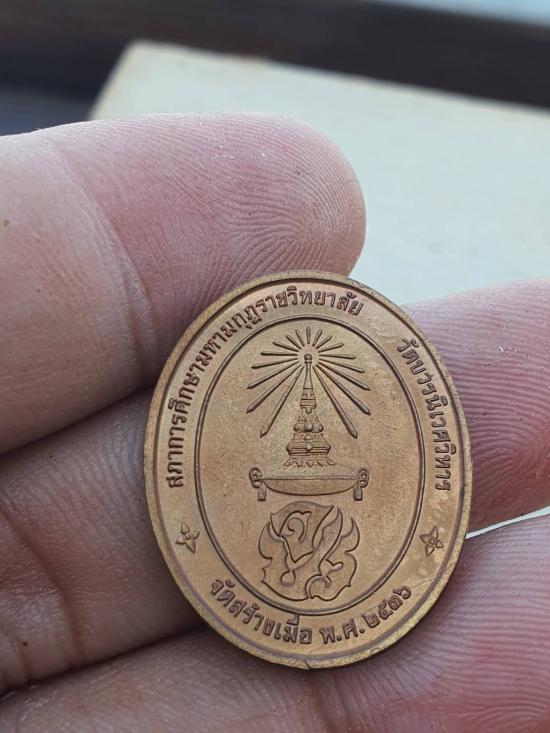 สภาการศึกษามหามกุฏราชวิทยาลัย
วัดบวรนิเวศวิหาร
จัดสร้างเมื่อ พ.ศ.๒๕๓๖